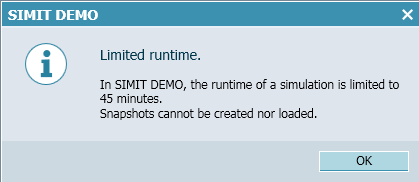 SIMIT DEMO
Limited runtime.
In SIMIT DEMO, the runtime of a simulation is limited to
45 minutes.
Snapshots cannot be created nor loaded.
OK